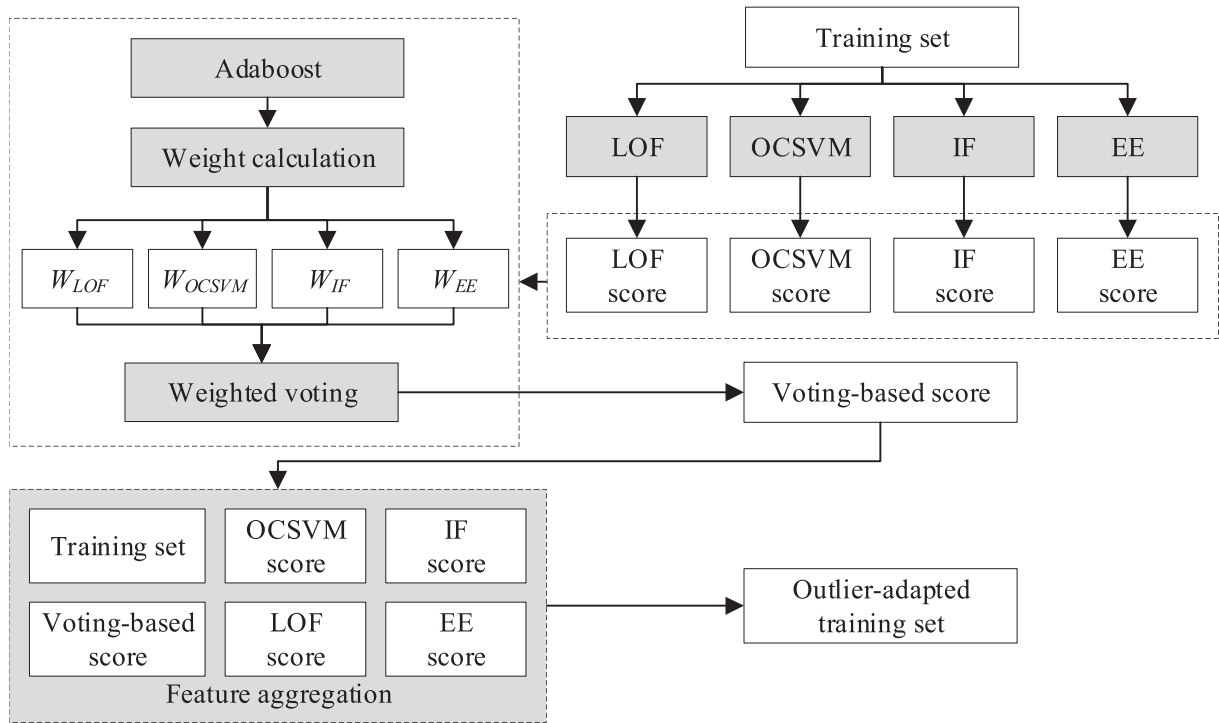 Adaboost
Weight calculation
W_LOF
W_OCSVM
W_IF
W_EE
Weighted voting
Training set
LOF
OCSVM
IF
EE
LOF
score
OCSVM
score
IF
score
EE
score
Voting-based score
Training set
OCSVM
score
IF
score
Voting-based
score
LOF
score
EE
score
Feature aggregation
Outlier-adapted
training set